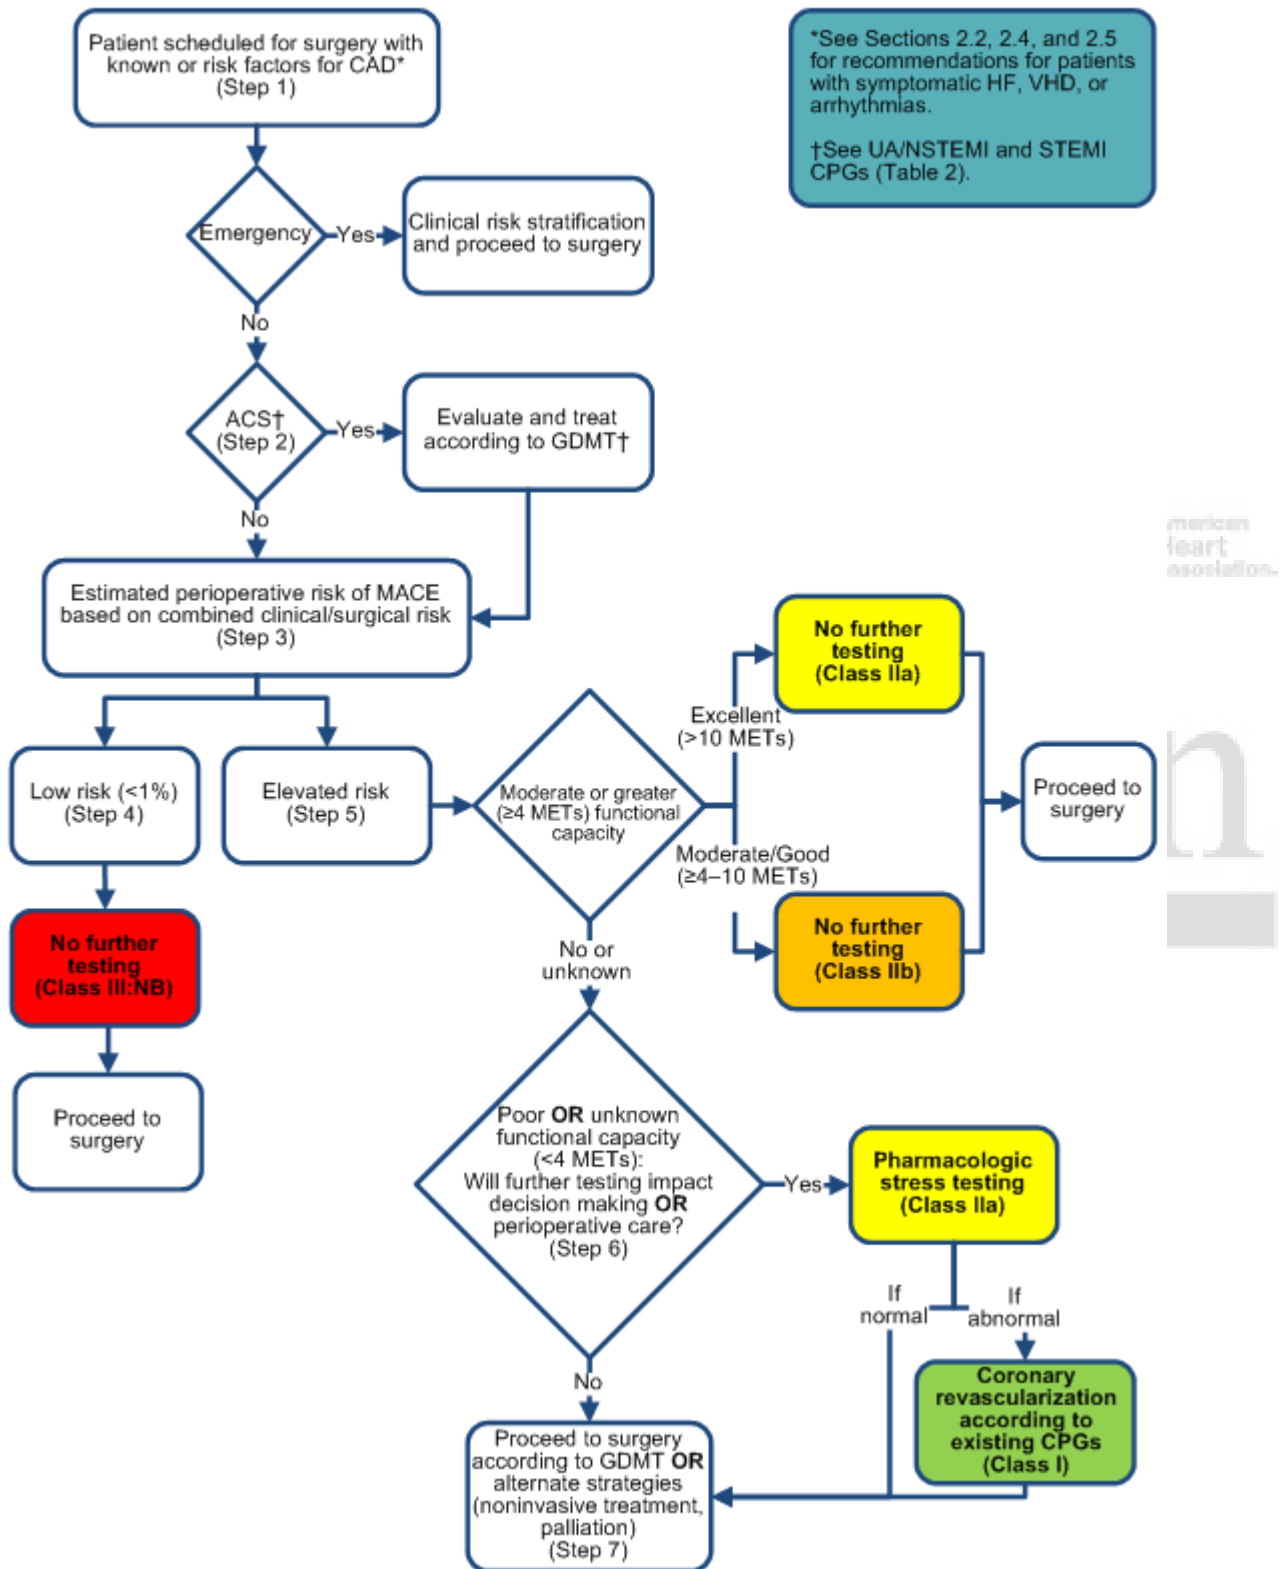 Patient scheduled for surgery with
known or risk factors for CAD*
(Step 1)
*See Sections 2.2, 2.4, and 2.5
for recommendations for patients
with symptomatic HF, VHD, or
arrhythmias.
†See UA/NSTEMI and STEMI
CPGs (Table 2).
Emergency
Yes
Clinical risk stratification
and proceed to surgery
No
ACS†
(Step 2)
Yes
Evaluate and treat
according to GDMT†
No
Estimated perioperative risk of MACE
based on combined clinical/surgical risk
(Step 3)
merican
Heart
ssociation
Low risk (<1%)
(Step 4)
Elevated risk
(Step 5)
Moderate or greater
(≥4 METs) functional
capacity
Excellent
(>10 METs)
No further
testing
(Class IIa)
Moderate/Good
(≥4–10 METs)
No further
testing
(Class IIb)
Proceed to
surgery
n
No further
testing
(Class III:NB)
Proceed to
surgery
No or
unknown
Poor OR unknown
functional capacity
(<4 METs):
Will further testing impact
decision making OR
perioperative care?
(Step 6)
Yes
Pharmacologic
stress testing
(Class IIa)
If
normal
If
abnormal
Coronary
revascularization
according to
existing CPGs
(Class I)
No
Proceed to surgery
according to GDMT OR
alternate strategies
(noninvasive treatment,
palliation)
(Step 7)